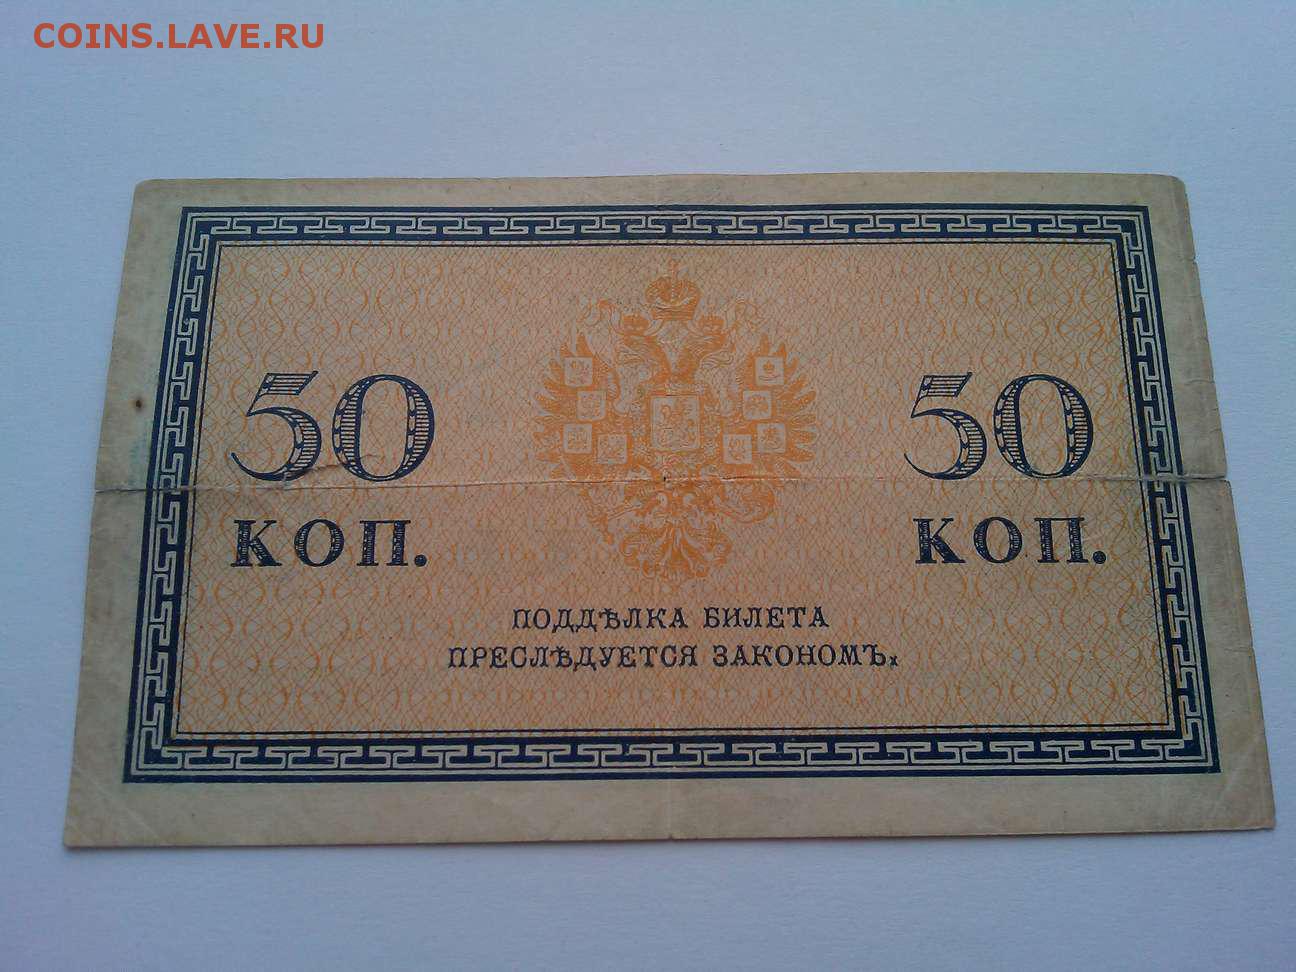 COINS.LAVE.RU
50 50
КОП. КОП.
ПОДДѢЛКА БИЛЕТА
ПРЕСЛѢДУЕТСЯ ЗАКОНОМЪ.